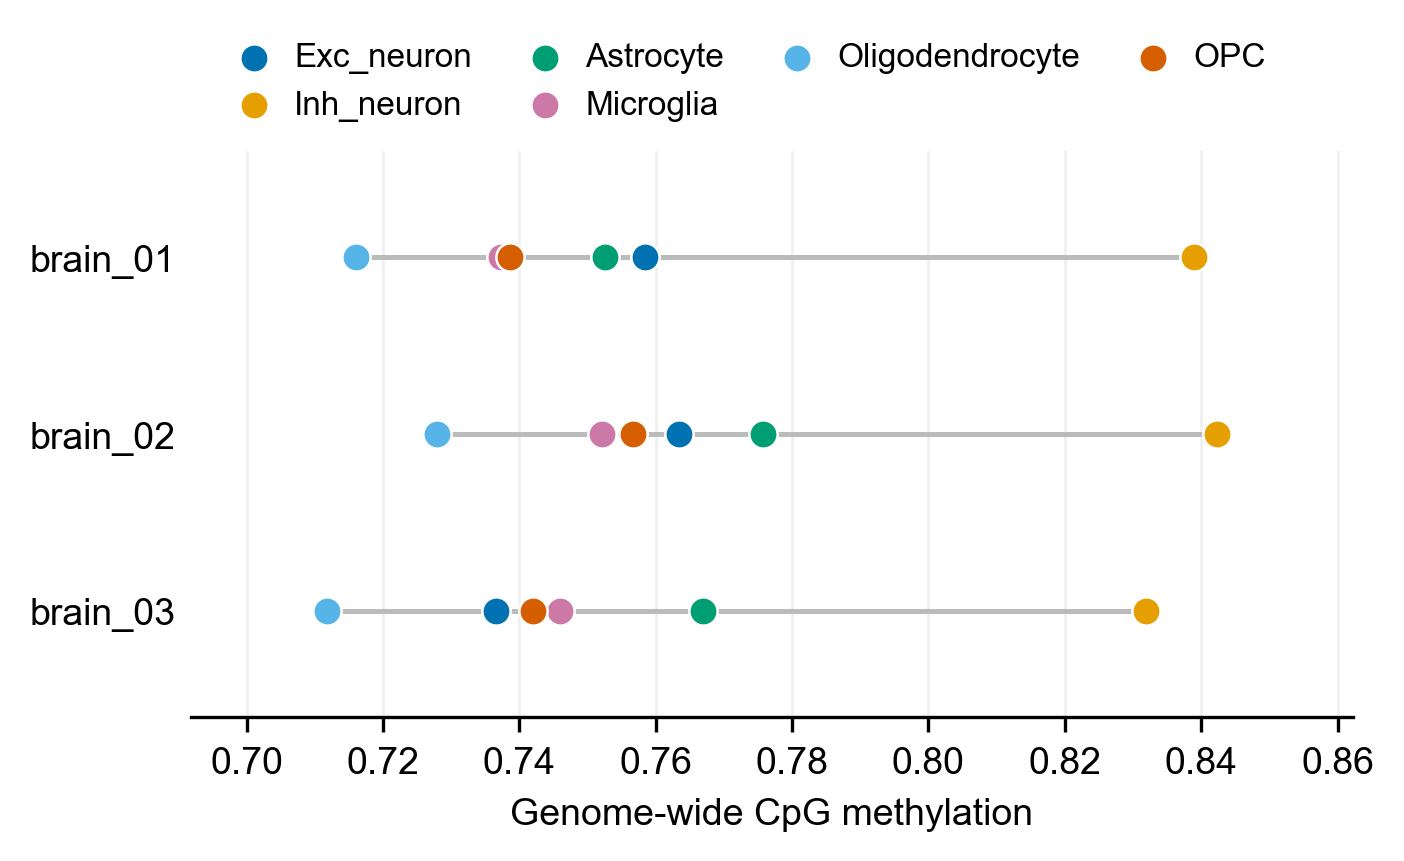 Exc_neuron Astrocyte Oligodendrocyte OPC
Inh_neuron Microglia
brain_01
brain_02
brain_03
0.70 0.72 0.74 0.76 0.78 0.80 0.82 0.84 0.86
Genome-wide CpG methylation